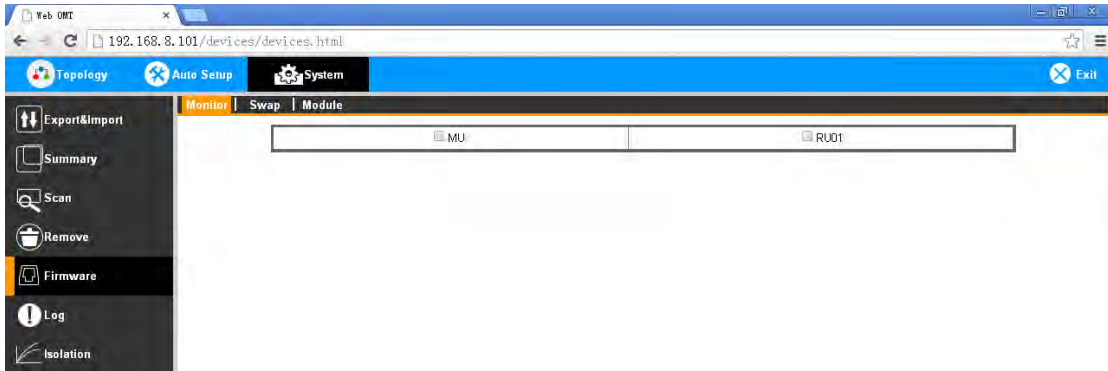 Web OMT
192.168.8.101/devices/devices.html
Topology Auto Setup System Exit
Monitor | Swap | Module
Export&Import
MU RU01
Summary
Scan
Remove
Firmware
Log
Isolation